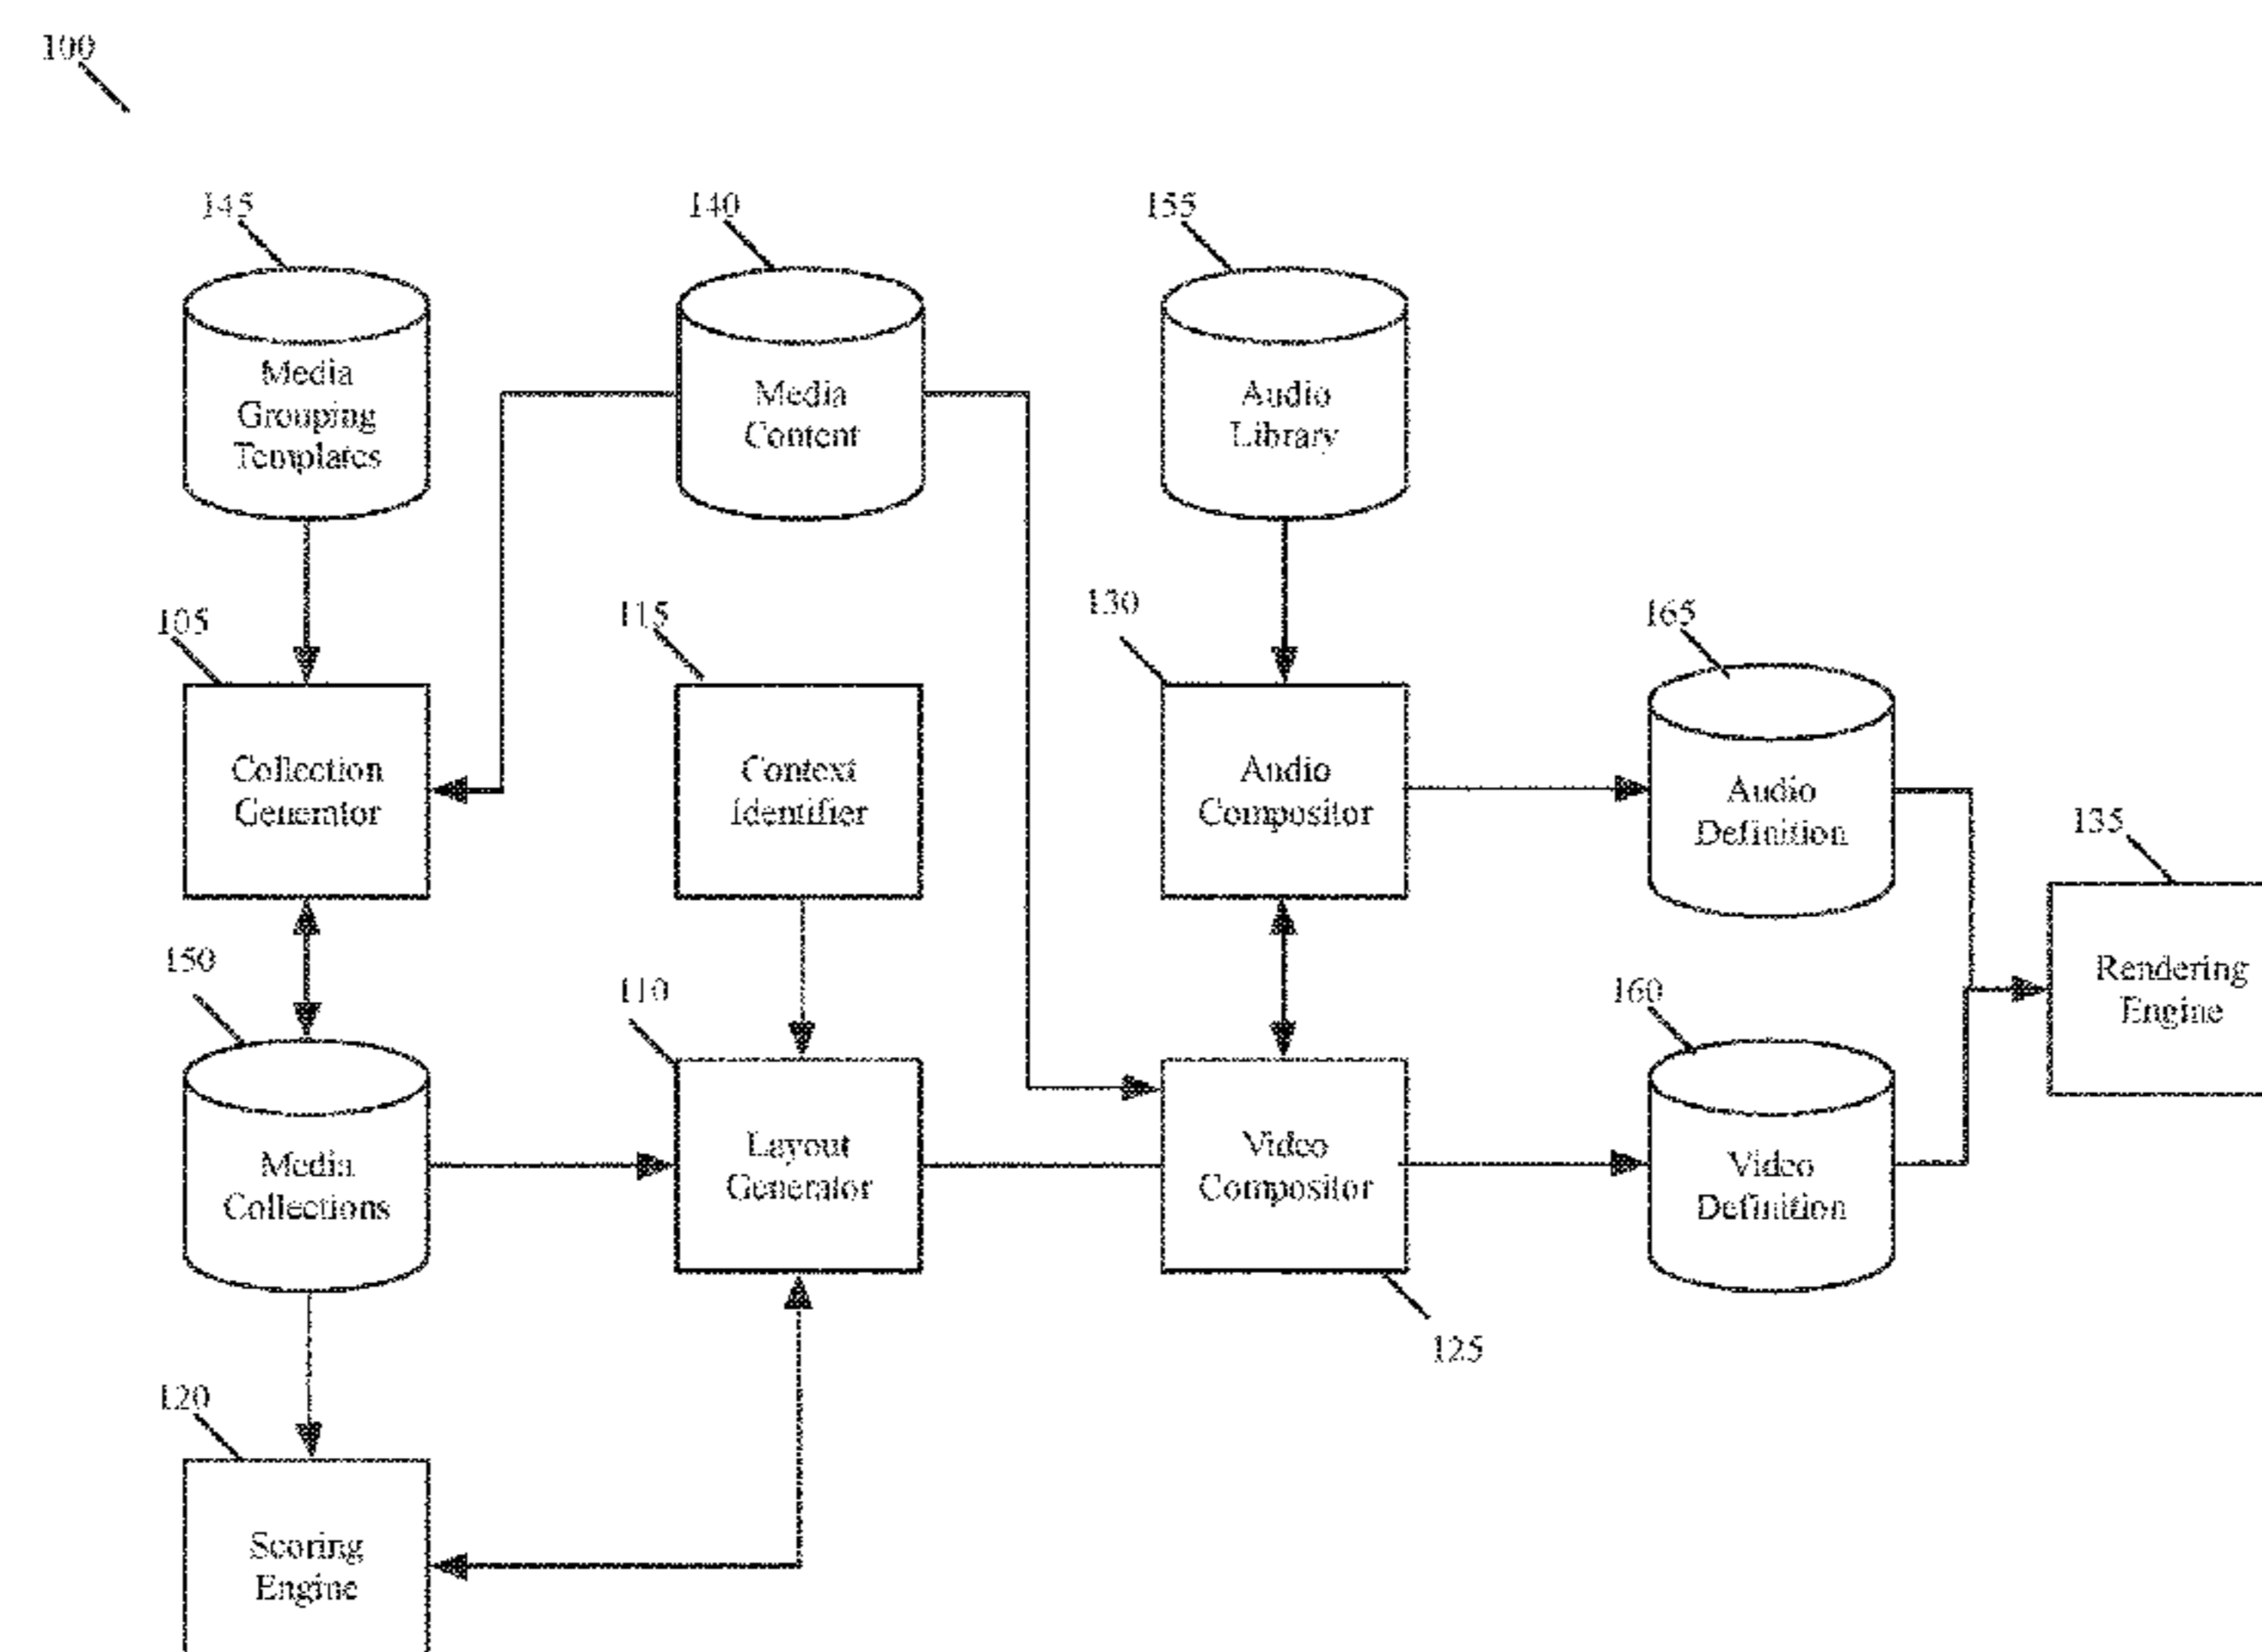 100
145
140
155
Media
Grouping
Templates
Media
Content
Audio
Library
105
115
130
165
Collection
Generator
Context
Identifier
Audio
Compositor
Audio
Definition
135
Rendering
Engine
150
110
160
Media
Collections
Layout
Generator
Video
Compositor
Video
Definition
125
120
Scoring
Engine